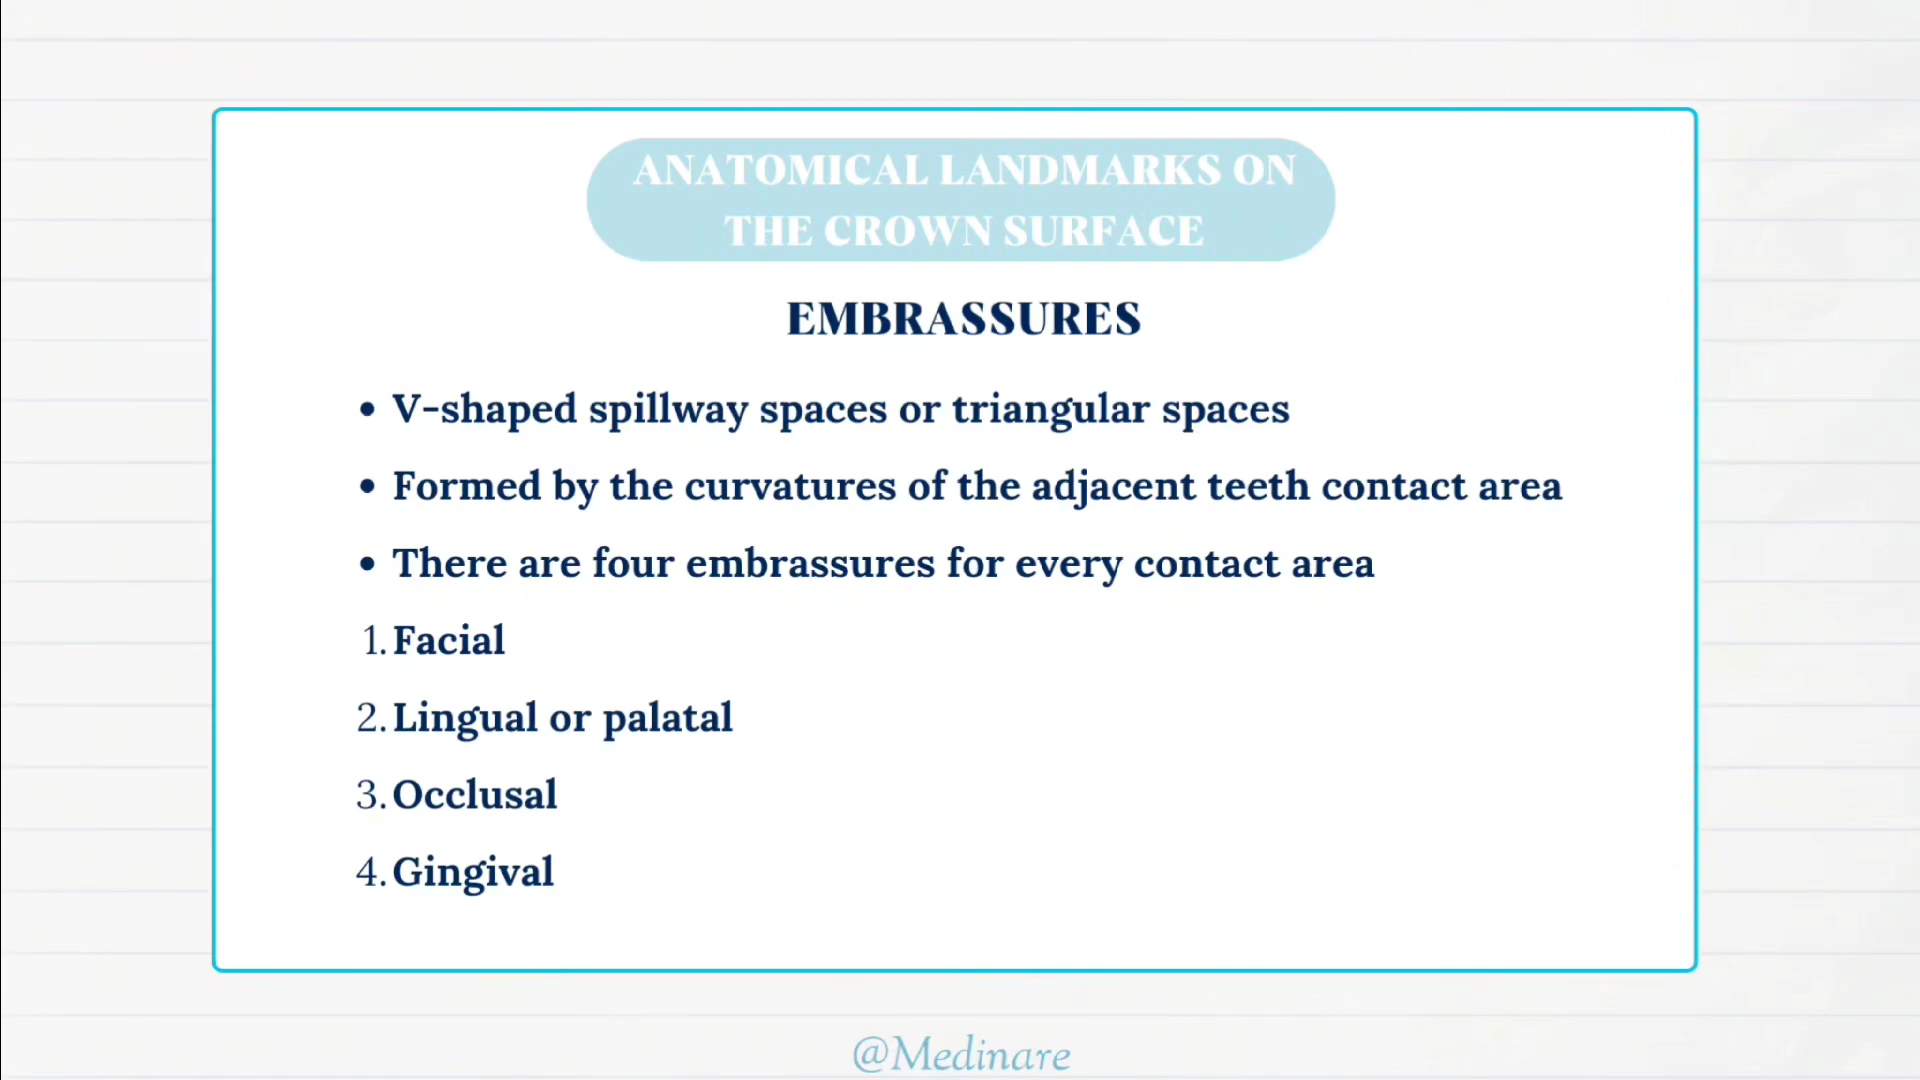 ANATOMICAL LANDMARKS ON
THE CROWN SURFACE
EMBRASSURES
• V-shaped spillway spaces or triangular spaces
• Formed by the curvatures of the adjacent teeth contact area
• There are four embrassures for every contact area
1. Facial
2. Lingual or palatal
3. Occlusal
4. Gingival
@Medinare